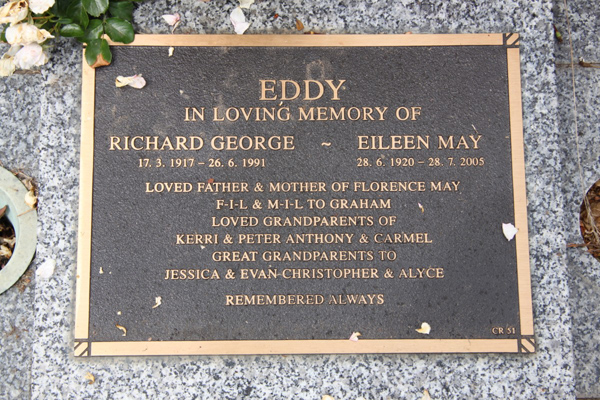 EDDY
IN LOVING MEMORY OF
RICHARD GEORGE ~ EILEEN MAY
17. 3. 1917 - 26. 6. 1991 28. 6. 1920 - 28. 7. 2005
LOVED FATHER & MOTHER OF FLORENCE MAY
F-I-L & M-I-L TO GRAHAM
LOVED GRANDPARENTS OF
KERRI & PETER ANTHONY & CARMEL
GREAT GRANDPARENTS TO
JESSICA & EVAN-CHRISTOPHER & ALYCE
REMEMBERED ALWAYS
CR 51